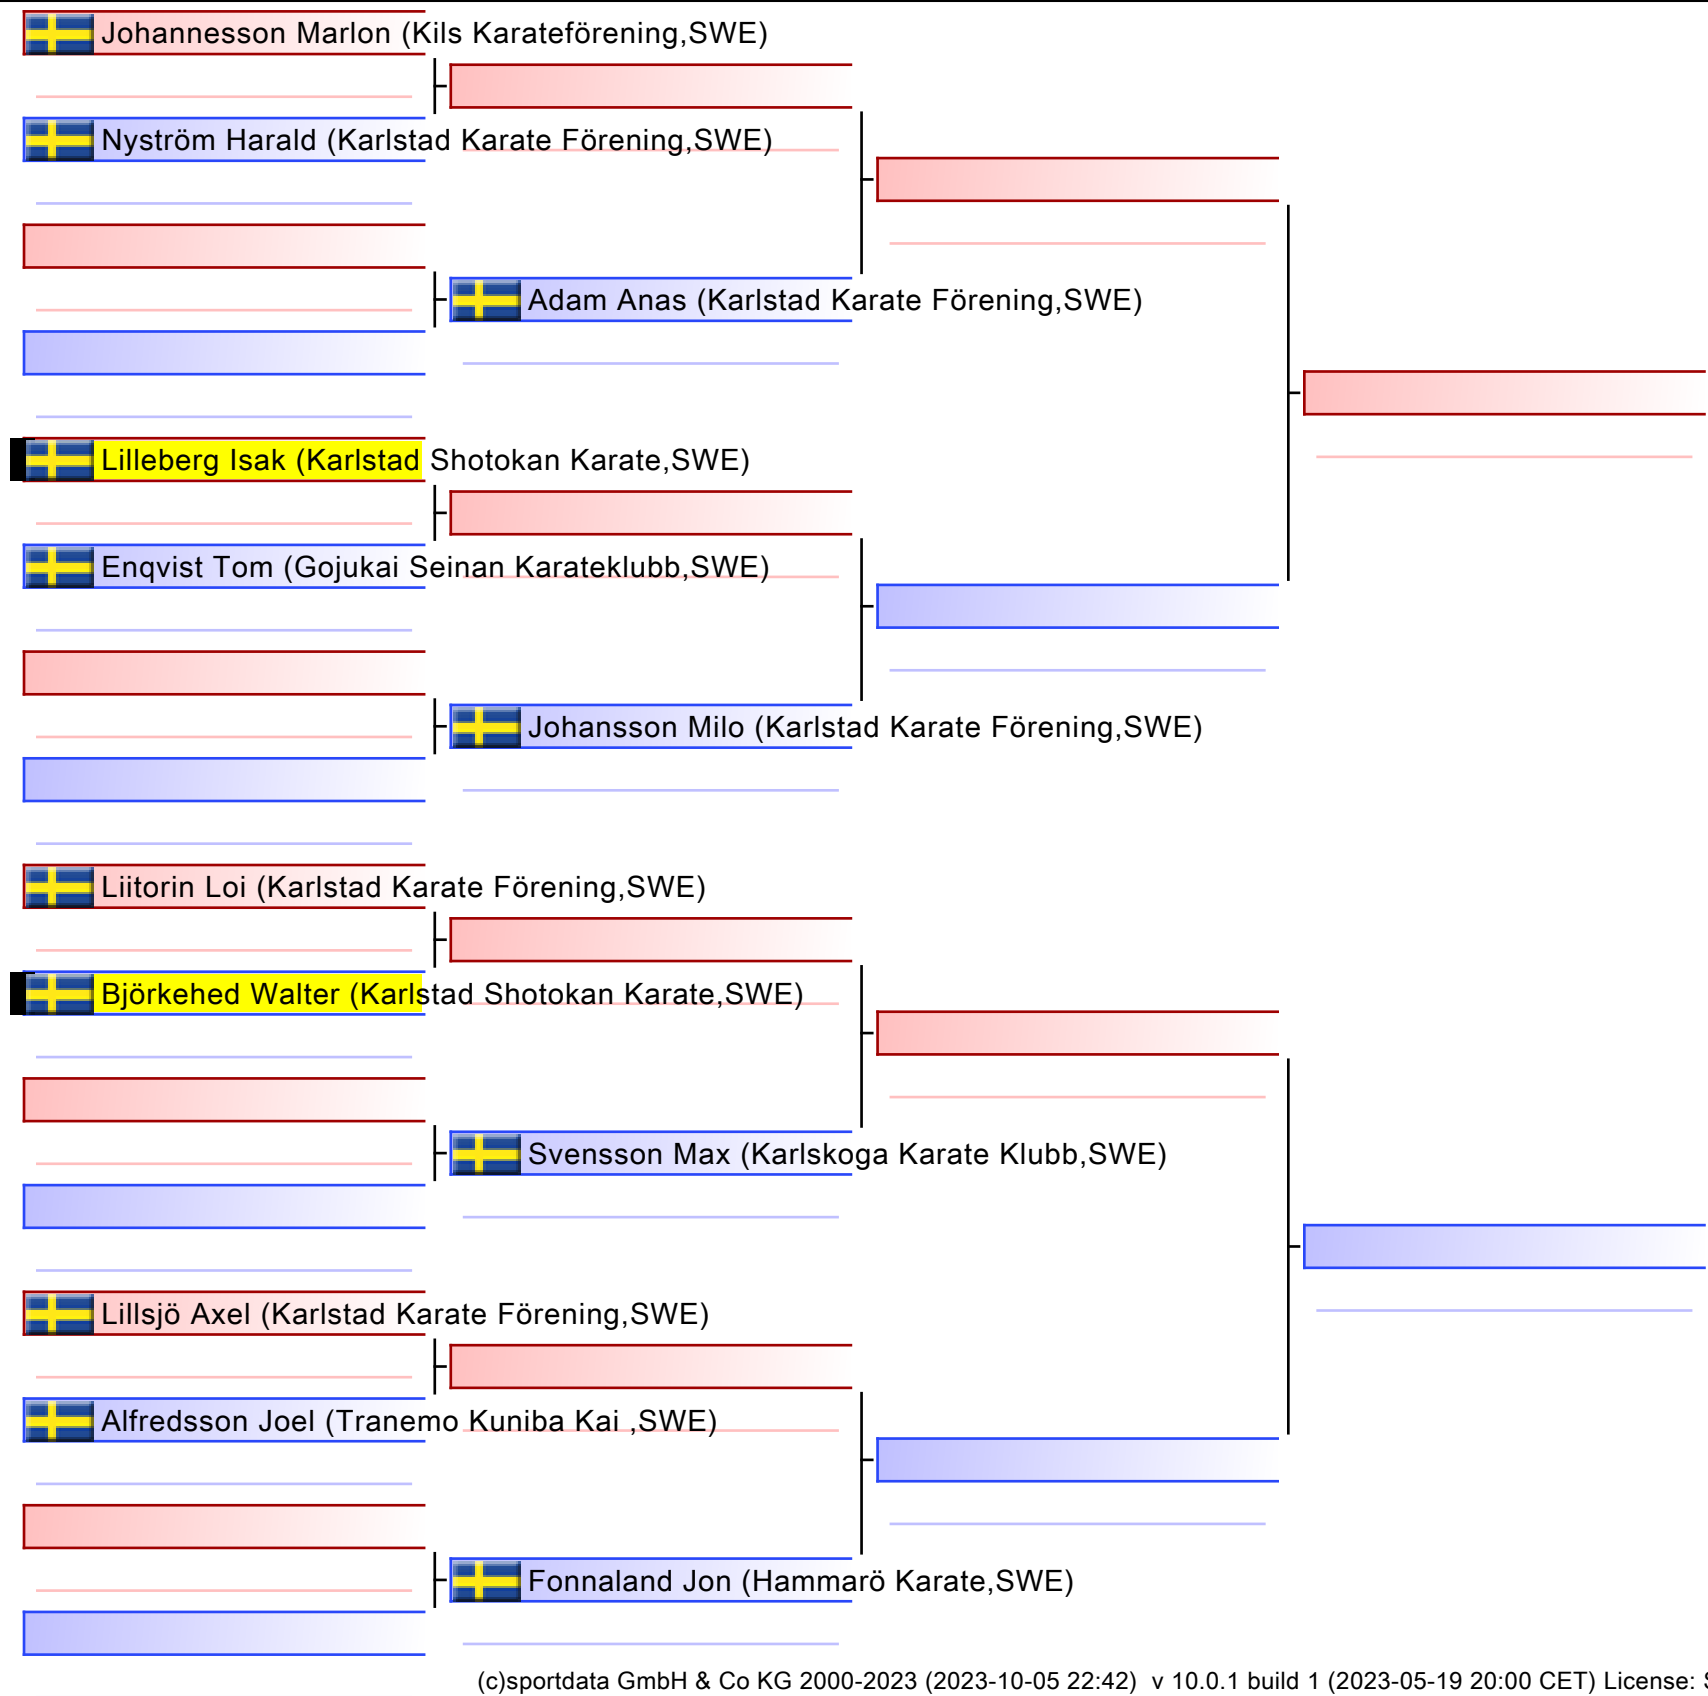 Johannesson Marlon (Kils Karateförening,SWE)
Nyström Harald (Karlstad Karate Förening,SWE)
Adam Anas (Karlstad Karate Förening,SWE)
Lilleberg Isak (Karlstad Shotokan Karate,SWE)
Enqvist Tom (Gojukai Seinan Karateklubb,SWE)
Johansson Milo (Karlstad Karate Förening,SWE)
Liitorin Loi (Karlstad Karate Förening,SWE)
Björkehed Walter (Karlstad Shotokan Karate,SWE)
Svensson Max (Karlskoga Karate Klubb,SWE)
Lillsjö Axel (Karlstad Karate Förening,SWE)
Alfredsson Joel (Tranemo Kuniba Kai ,SWE)
Fonnaland Jon (Hammarö Karate,SWE)
(c)sportdata GmbH & Co KG 2000-2023 (2023-10-05 22:42)  v 10.0.1 build 1 (2023-05-19 20:00 CET) License: